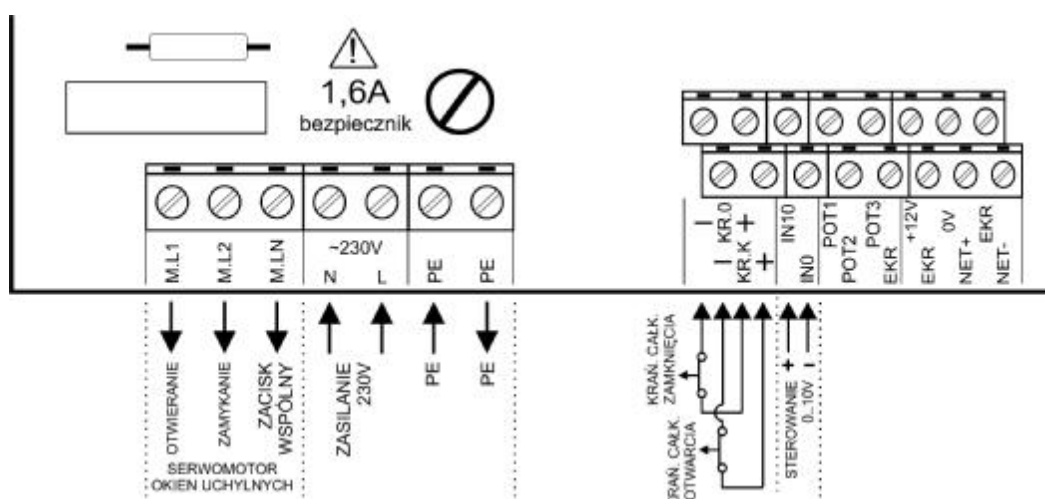 1,6A
bezpiecznik
M.L1
M.L2
M.LN
~230V
N
L
PE
PE
– KR.0 +
– KR.K +
IN10
IN0
POT1
POT2
POT3
EKR
+12V
EKR
0V
NET+
EKR
NET-
OTWIERANIE
ZAMYKANIE
ZACISK
WSPÓLNY
ZASILANIE
230V
PE
PE
SERWOMOTOR
OKIEN UCHYLNYCH
KRAŃ. CAŁK.
ZAMKNIĘCIA
KRAŃ. CAŁK.
OTWARCIA
STEROWANIE
0..10V
+
–